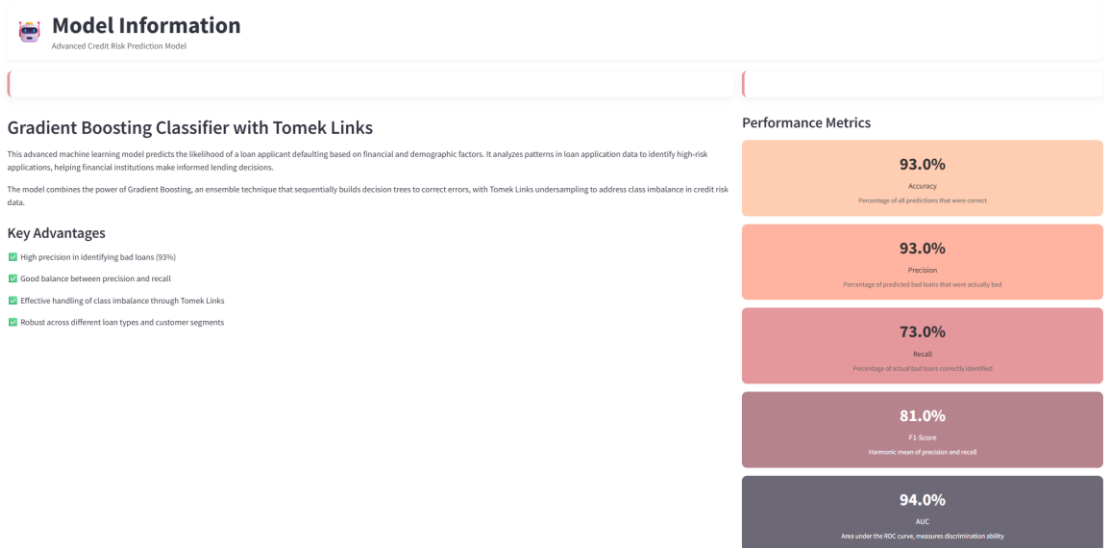 Model Information
Advanced Credit Risk Prediction Model
Gradient Boosting Classifier with Tomek Links
This advanced machine learning model predicts the likelihood of a loan applicant defaulting based on financial and demographic factors. It analyzes patterns in loan application data to identify high-risk
applications, helping financial institutions make informed lending decisions.
The model combines the power of Gradient Boosting, an ensemble technique that sequentially builds decision trees to correct errors, with Tomek Links undersampling to address class imbalance in credit risk
data.
Key Advantages
✅ High precision in identifying bad loans (93%)
✅ Good balance between precision and recall
✅ Effective handling of class imbalance through Tomek Links
✅ Robust across different loan types and customer segments
Performance Metrics
93.0%
Accuracy
Percentage of all predictions that were correct
93.0%
Precision
Percentage of predicted bad loans that were actually bad
73.0%
Recall
Percentage of actual bad loans correctly identified
81.0%
F1-Score
Harmonic mean of precision and recall
94.0%
AUC
Area under the ROC curve, measures discrimination ability